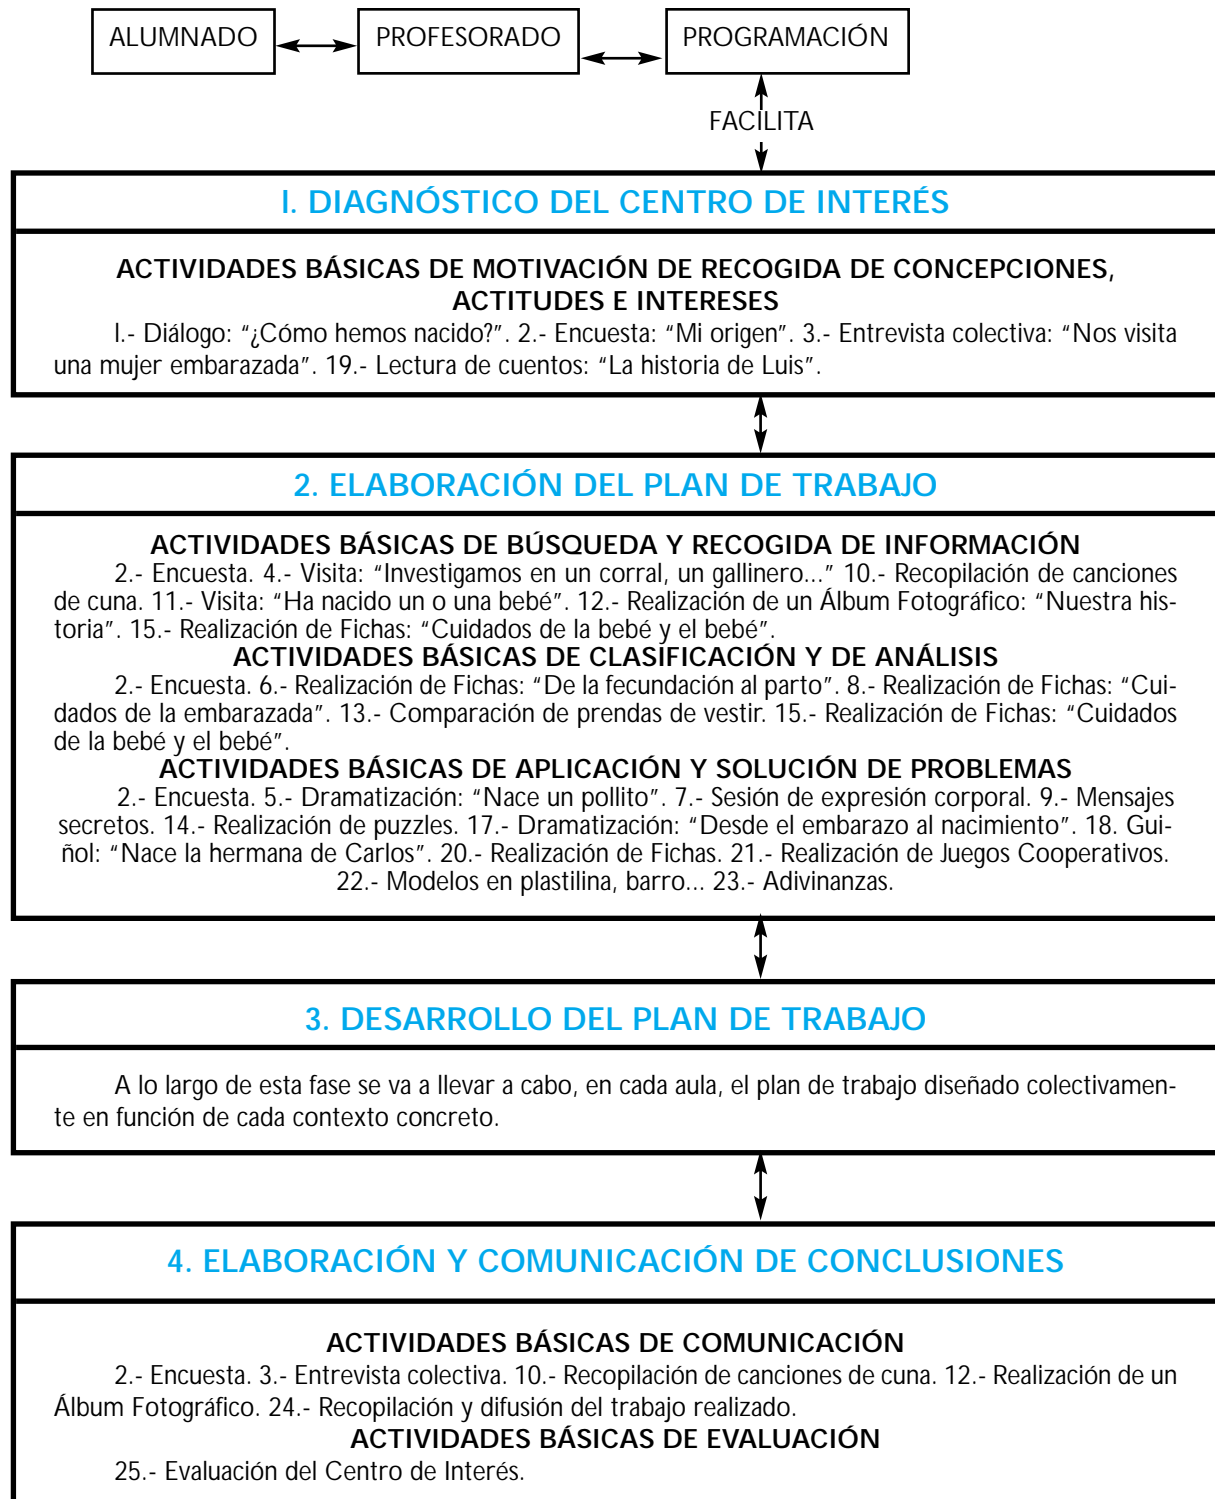 ALUMNADO PROFESORADO PROGRAMACIÓN
FACILITA
I. DIAGNÓSTICO DEL CENTRO DE INTERÉS
ACTIVIDADES BÁSICAS DE MOTIVACIÓN DE RECOGIDA DE CONCEPCIONES,
ACTITUDES E INTERESES
I.- Diálogo: “¿Cómo hemos nacido?”. 2.- Encuesta: “Mi origen”. 3.- Entrevista colectiva: “Nos visita
una mujer embarazada”. 19.- Lectura de cuentos: “La historia de Luis”.
2. ELABORACIÓN DEL PLAN DE TRABAJO
ACTIVIDADES BÁSICAS DE BÚSQUEDA Y RECOGIDA DE INFORMACIÓN
2.- Encuesta. 4.- Visita: “Investigamos en un corral, un gallinero...” 10.- Recopilación de canciones
de cuna. 11.- Visita: “Ha nacido un o una bebé”. 12.- Realización de un Álbum Fotográfico: “Nuestra his-
toria”. 15.- Realización de Fichas: “Cuidados de la bebé y el bebé”.
ACTIVIDADES BÁSICAS DE CLASIFICACIÓN Y DE ANÁLISIS
2.- Encuesta. 6.- Realización de Fichas: “De la fecundación al parto”. 8.- Realización de Fichas: “Cui-
dados de la embarazada”. 13.- Comparación de prendas de vestir. 15.- Realización de Fichas: “Cuidados
de la bebé y el bebé”.
ACTIVIDADES BÁSICAS DE APLICACIÓN Y SOLUCIÓN DE PROBLEMAS
2.- Encuesta. 5.- Dramatización: “Nace un pollito”. 7.- Sesión de expresión corporal. 9.- Mensajes
secretos. 14.- Realización de puzzles. 17.- Dramatización: “Desde el embarazo al nacimiento”. 18. Gui-
ñol: “Nace la hermana de Carlos”. 20.- Realización de Fichas. 21.- Realización de Juegos Cooperativos.
22.- Modelos en plastilina, barro... 23.- Adivinanzas.
3. DESARROLLO DEL PLAN DE TRABAJO
A lo largo de esta fase se va a llevar a cabo, en cada aula, el plan de trabajo diseñado colectivamen-
te en función de cada contexto concreto.
4. ELABORACIÓN Y COMUNICACIÓN DE CONCLUSIONES
ACTIVIDADES BÁSICAS DE COMUNICACIÓN
2.- Encuesta. 3.- Entrevista colectiva. 10.- Recopilación de canciones de cuna. 12.- Realización de un
Álbum Fotográfico. 24.- Recopilación y difusión del trabajo realizado.
ACTIVIDADES BÁSICAS DE EVALUACIÓN
25.- Evaluación del Centro de Interés.